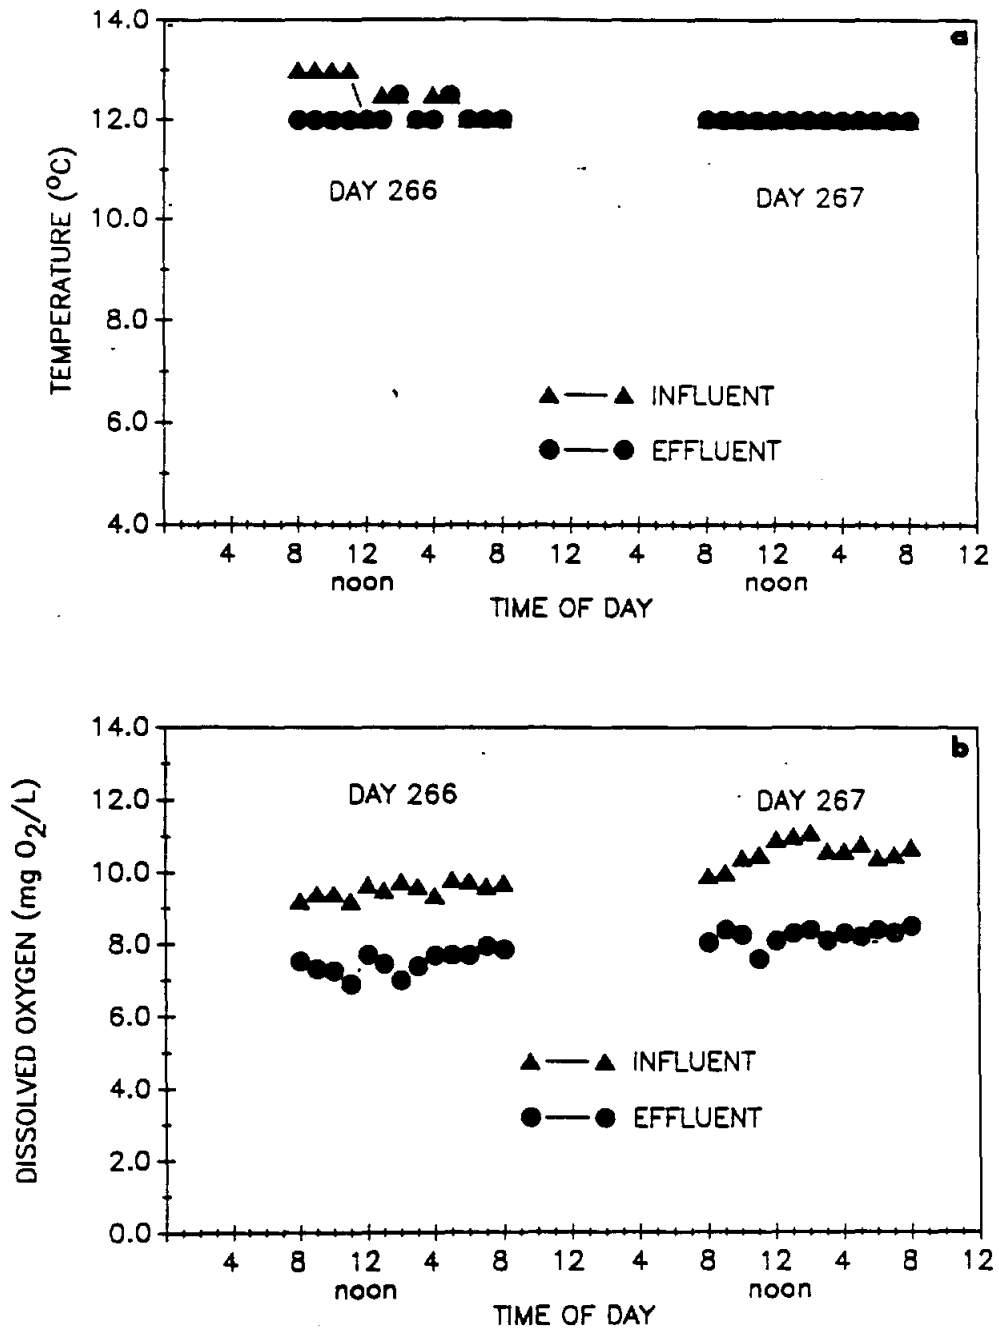 14.0
a
12.0
DAY 266
DAY 267
10.0
8.0
INFLUENT
6.0
EFFLUENT
4.0
TEMPERATURE (°C)
4 8 12 4 8 12 4 8 12 4 8 12
noon noon
TIME OF DAY
14.0
b
DAY 266
DAY 267
12.0
10.0
8.0
6.0
INFLUENT
4.0
EFFLUENT
2.0
0.0
DISSOLVED OXYGEN (mg O₂/L)
4 8 12 4 8 12 4 8 12 4 8 12
noon noon
TIME OF DAY